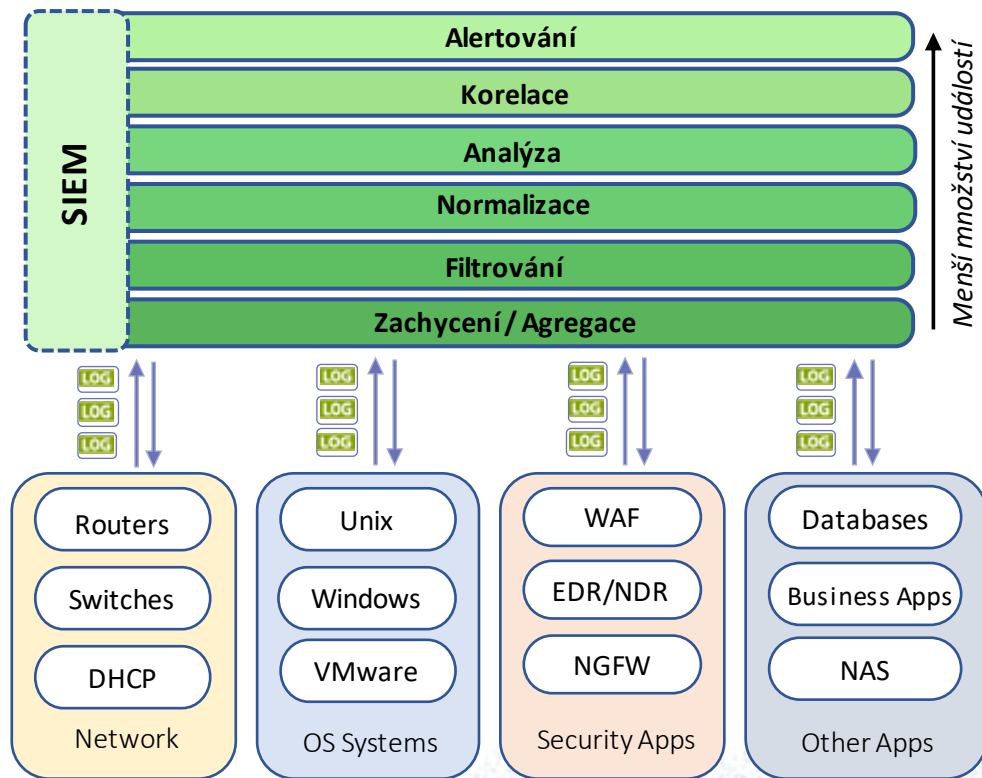 SIEM
Alertování
Korelace
Analýza
Normalizace
Filtrování
Zachycení / Agregace
Menší množství událostí
LOG
LOG
LOG
LOG
LOG
LOG
LOG
LOG
LOG
LOG
LOG
LOG
Routers
Switches
DHCP
Network
Unix
Windows
VMware
OS Systems
WAF
EDR/NDR
NGFW
Security Apps
Databases
Business Apps
NAS
Other Apps